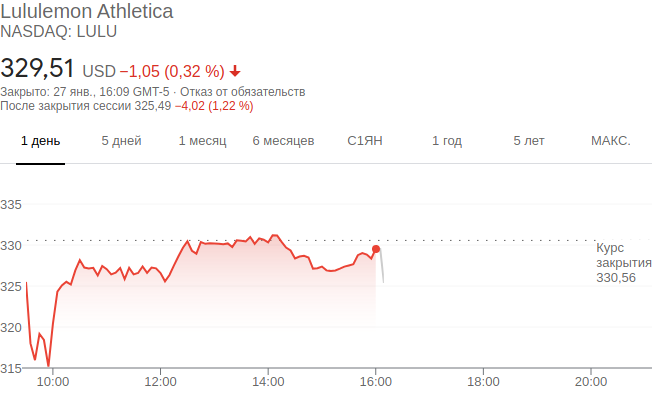 Lululemon Athletica
NASDAQ: LULU
329,51 USD −1,05 (0,32 %)
Закрыто: 27 янв., 16:09 GMT-5 · Отказ от обязательств
После закрытия сессии 325,49 −4,02 (1,22 %)
1 день 5 дней 1 месяц 6 месяцев С1ЯН 1 год 5 лет МАКС.
335
330
Курс
закрытия
330,56
325
320
315
10:00 12:00 14:00 16:00 18:00 20:00